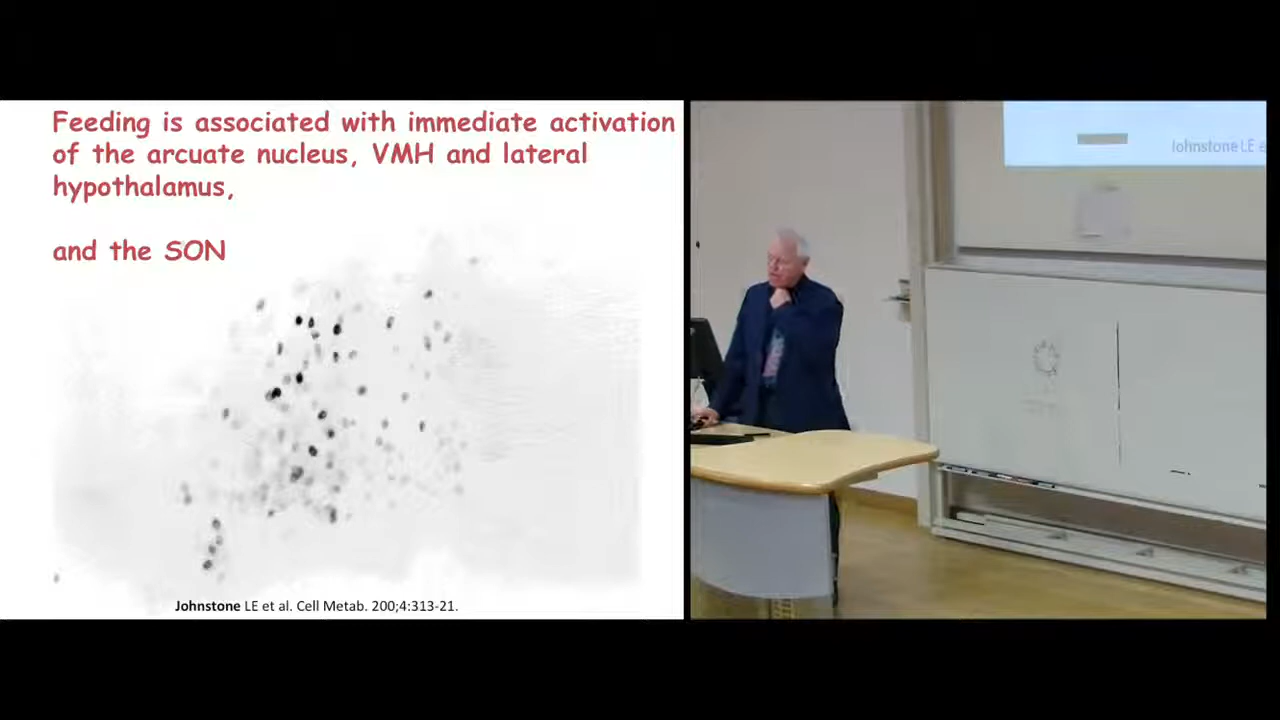 Feeding is associated with immediate activation
of the arcuate nucleus, VMH and lateral
hypothalamus,
and the SON
Johnstone LE et al. Cell Metab. 200;4:313-21.
Johnstone LE e